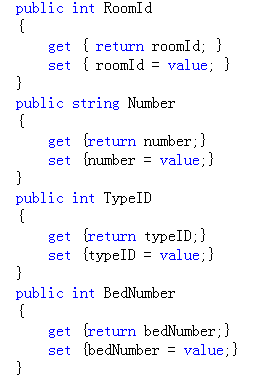 public int RoomId
{
get { return roomId; }
set { roomId = value; }
}
public string Number
{
get {return number;}
set {number = value;}
}
public int TypeID
{
get {return typeID;}
set {typeID = value;}
}
public int BedNumber
{
get {return bedNumber;}
set {bedNumber = value;}
}